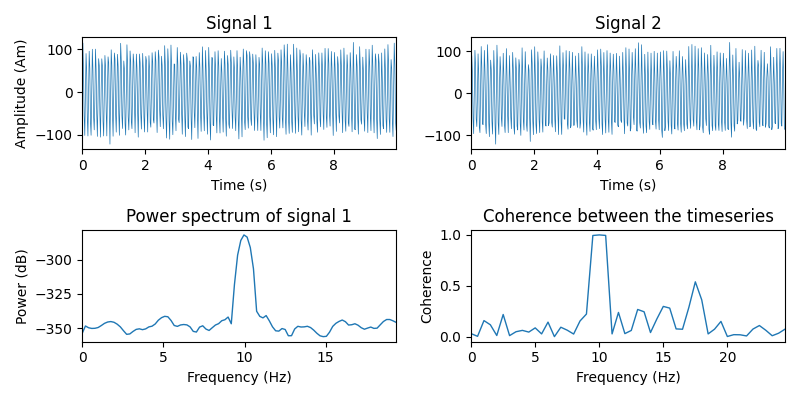 Signal 1
Signal 2
Amplitude (Am)
100
0
−100
0 2 4 6 8
Time (s)
100
0
−100
0 2 4 6 8
Time (s)
Power spectrum of signal 1
Coherence between the timeseries
Power (dB)
−300
−325
−350
0 5 10 15
Frequency (Hz)
Coherence
1.0
0.5
0.0
0 5 10 15 20
Frequency (Hz)